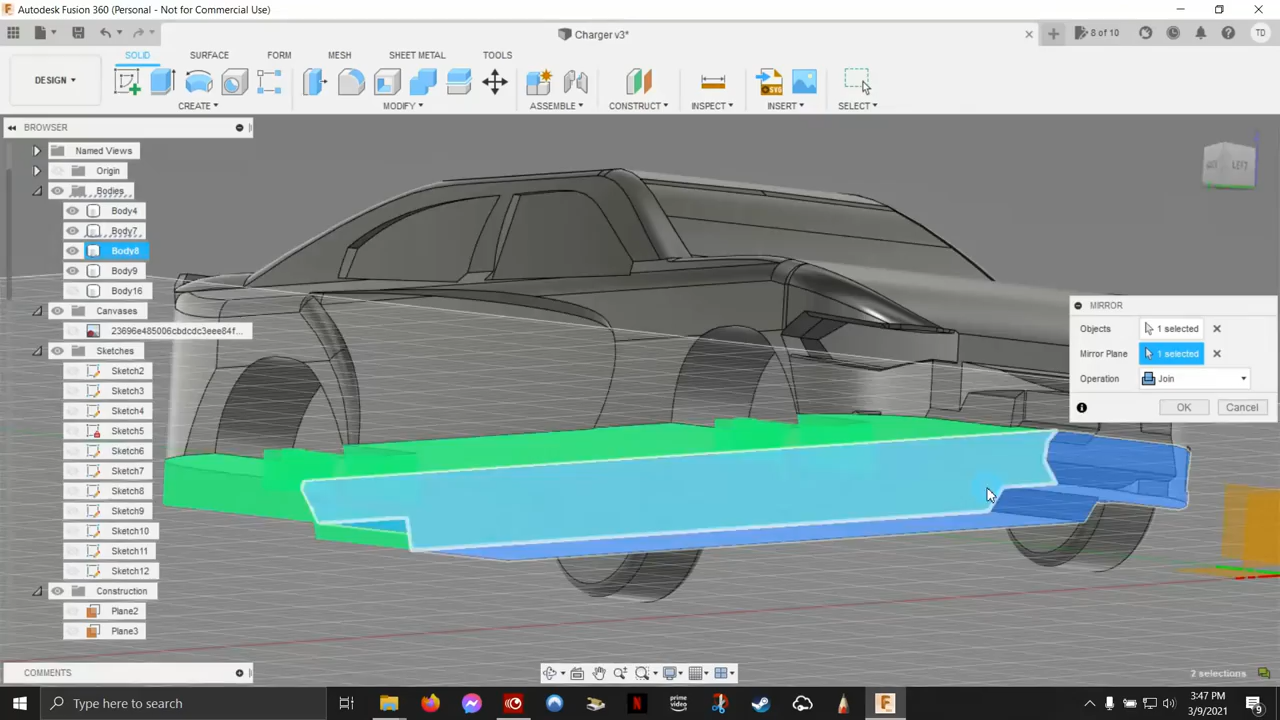 Autodesk Fusion 360 (Personal - Not for Commercial Use)
Charger v3*
8 of 10
TD
DESIGN
SOLID SURFACE FORM MESH SHEET METAL TOOLS
CREATE MODIFY ASSEMBLE CONSTRUCT INSPECT INSERT SELECT
BROWSER
Named Views
Origin
Bodies
Body4
Body7
Body8
Body9
Body16
Canvases
23696e485006cbdcdc3eee84f...
Sketches
Sketch2
Sketch3
Sketch4
Sketch5
Sketch6
Sketch7
Sketch8
Sketch9
Sketch10
Sketch11
Sketch12
Construction
Plane2
Plane3
LEFT
MIRROR
Objects 1 selected
Mirror Plane 1 selected
Operation Join
OK Cancel
COMMENTS
2 selections
Type here to search
prime video
3:47 PM
3/9/2021